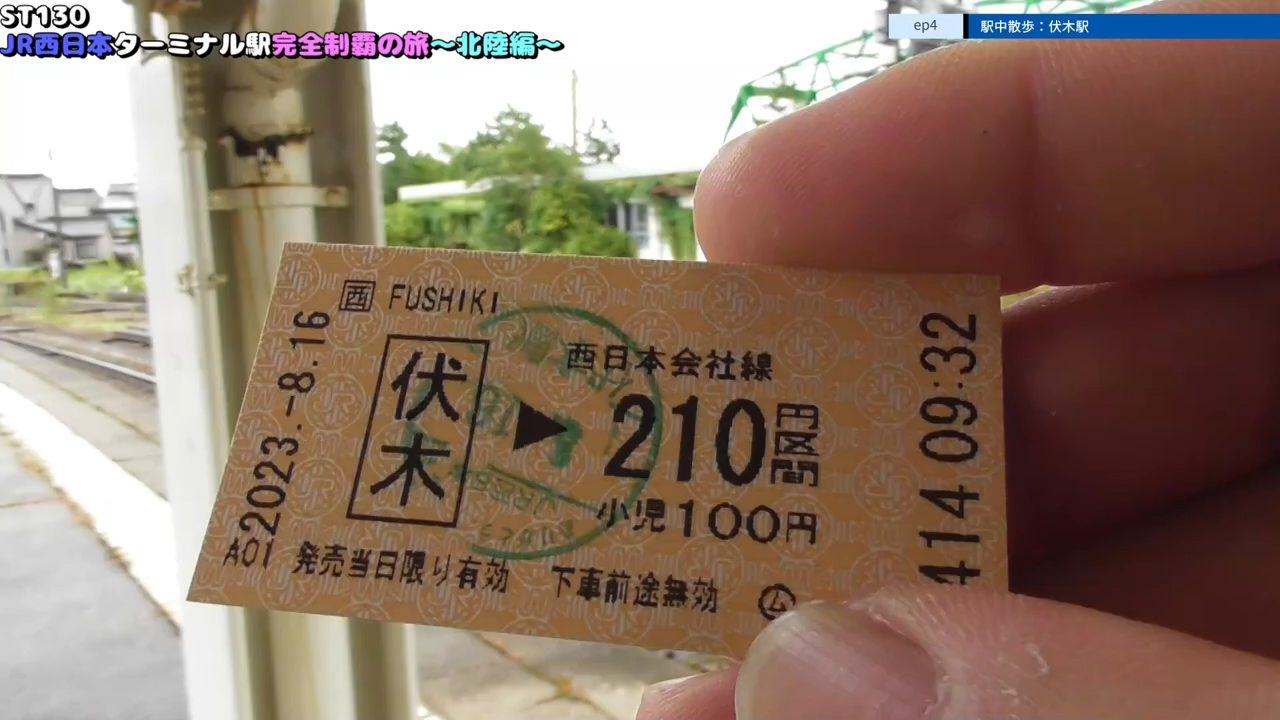 ST130
JR西日本ターミナル駅完全制覇の旅～北陸編～
ep4
駅中散歩：伏木駅
西 FUSHIKI
伏木
西日本会社線
▶ 210円区間
小児100円
2023.-8.16
A01 発売当日限り有効 下車前途無効 ム
414 09:32